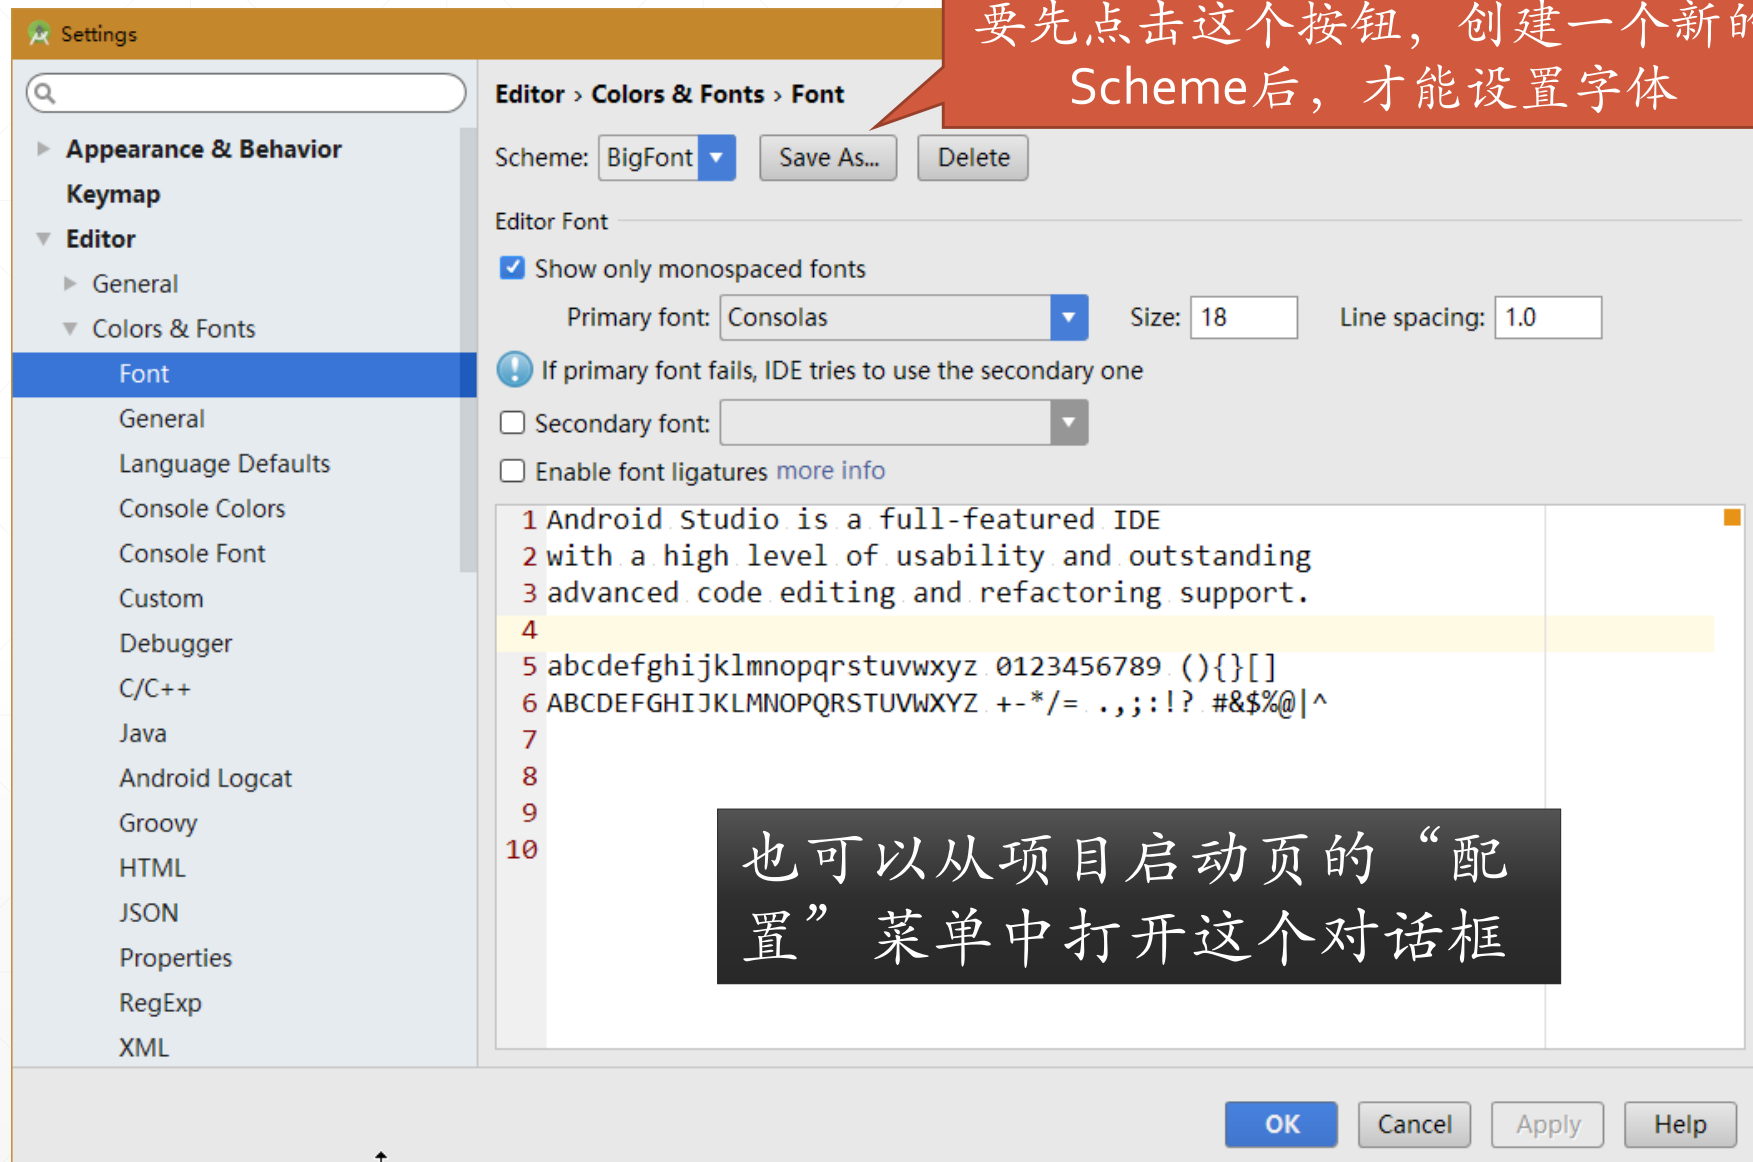 Settings
要先点击这个按钮，创建一个新的
Scheme后，才能设置字体
Editor › Colors & Fonts › Font
Scheme: BigFont Save As... Delete
Appearance & Behavior
Keymap
Editor
General
Colors & Fonts
Font
General
Language Defaults
Console Colors
Console Font
Custom
Debugger
C/C++
Java
Android Logcat
Groovy
HTML
JSON
Properties
RegExp
XML
Editor Font
Show only monospaced fonts
Primary font: Consolas Size: 18 Line spacing: 1.0
If primary font fails, IDE tries to use the secondary one
Secondary font:
Enable font ligatures more info
1 Android Studio is a full-featured IDE
2 with a high level of usability and outstanding
3 advanced code editing and refactoring support.
4
5 abcdefghijklmnopqrstuvwxyz 0123456789 (){}[]
6 ABCDEFGHIJKLMNOPQRSTUVWXYZ +-*/= .,;:!? #&$%@|^
7
8
9
10
也可以从项目启动页的“配
置”菜单中打开这个对话框
OK Cancel Apply Help